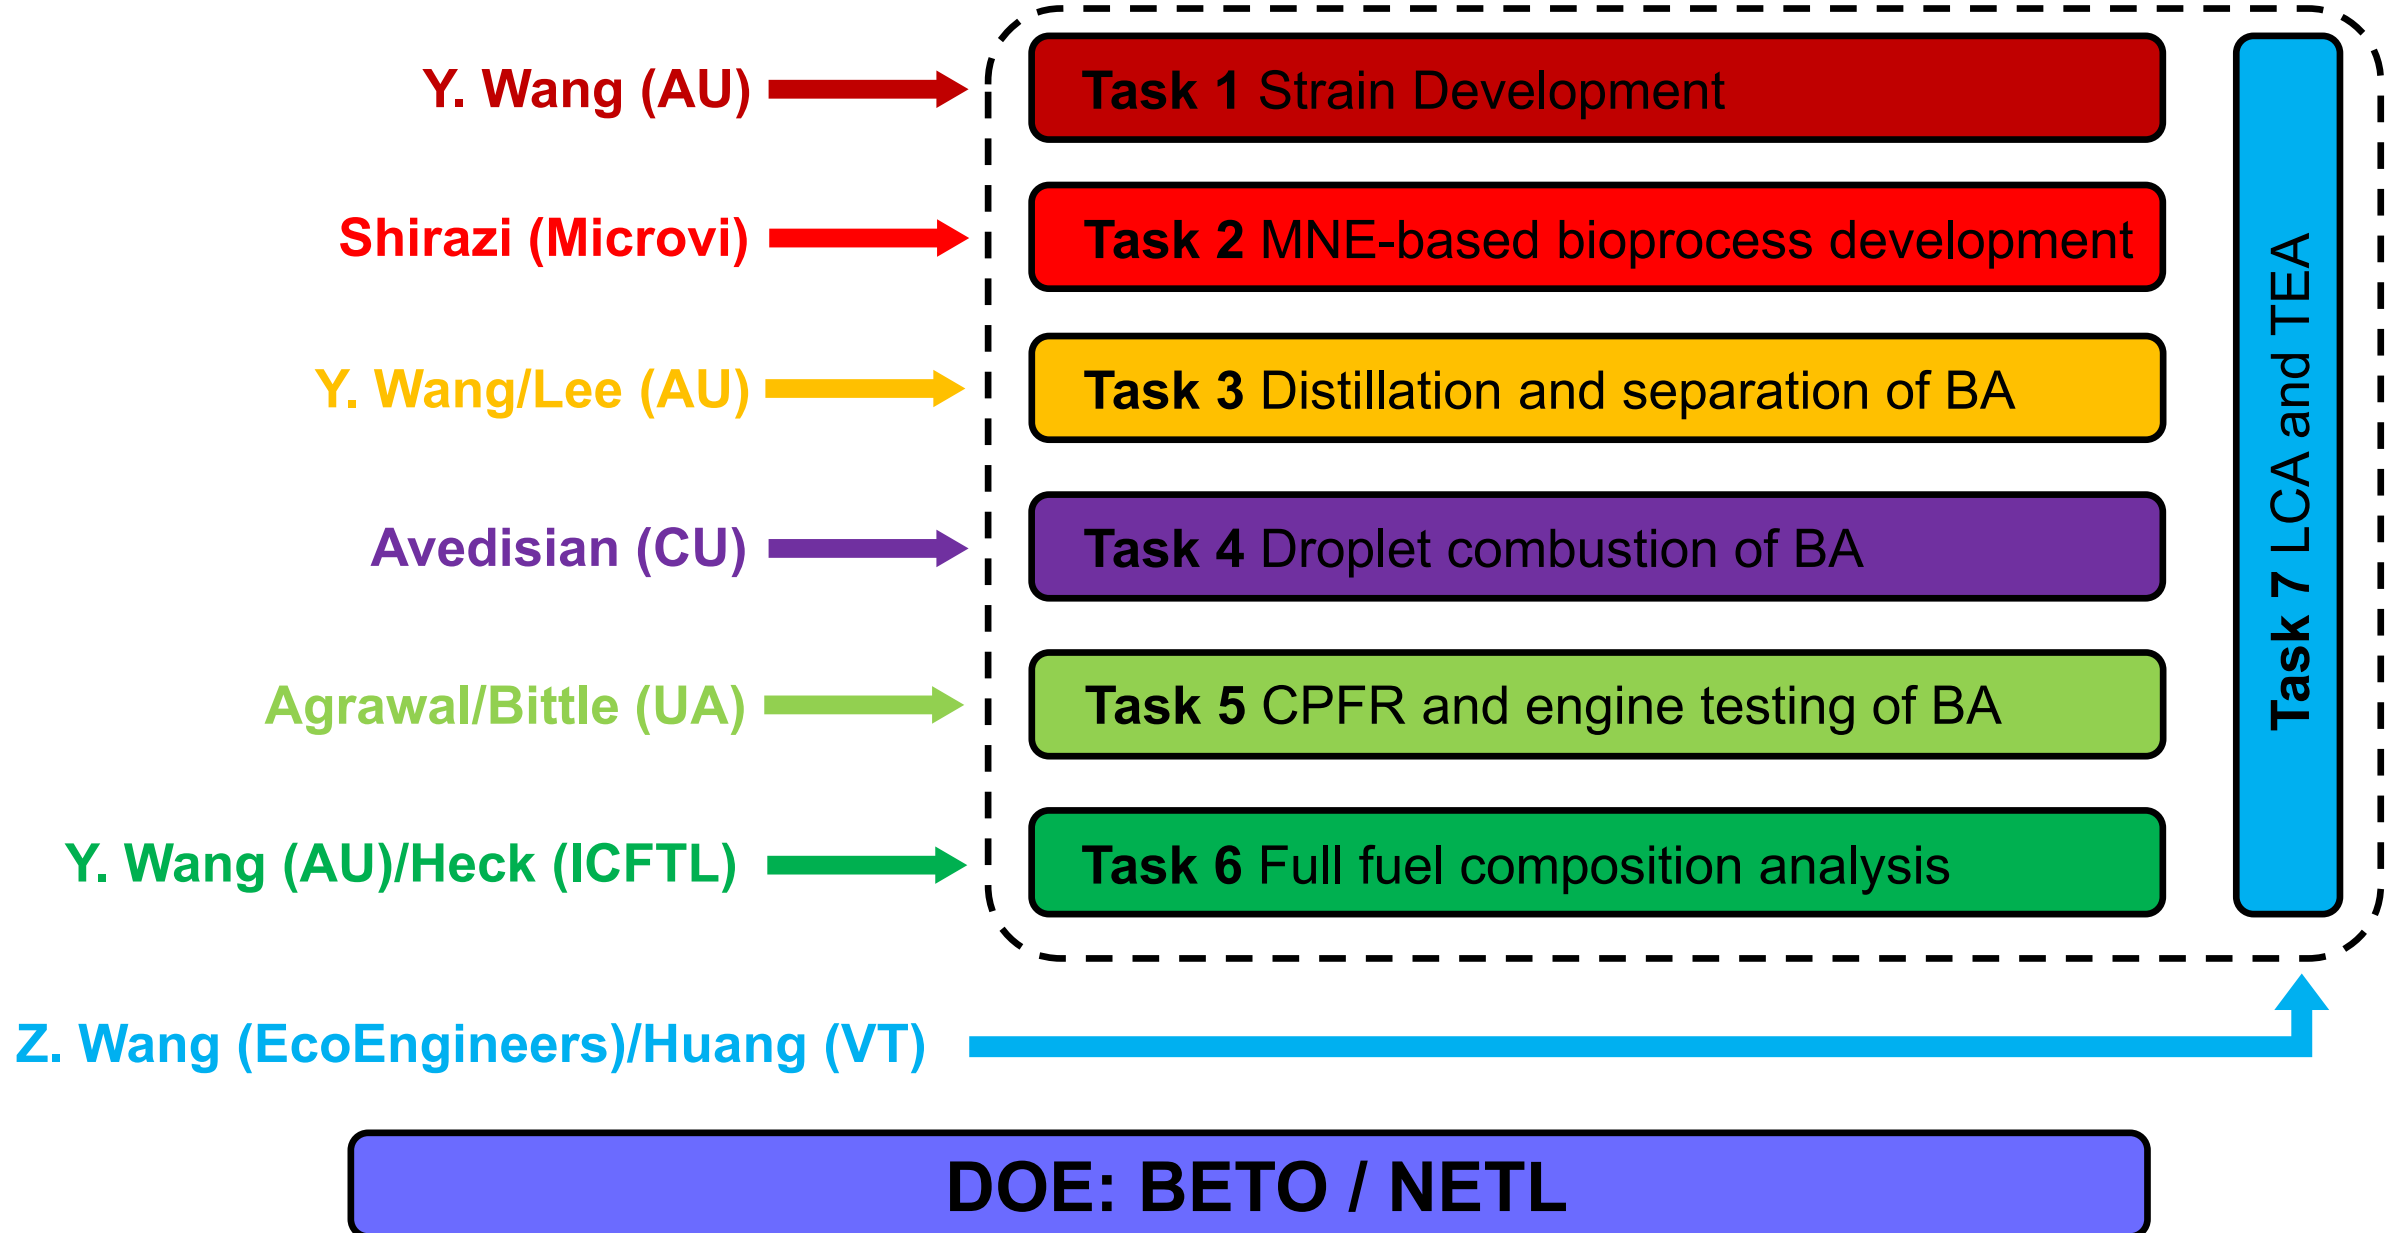 Y. Wang (AU)
Task 1 Strain Development
Shirazi (Microvi)
Task 2 MNE-based bioprocess development
Y. Wang/Lee (AU)
Task 3 Distillation and separation of BA
Avedisian (CU)
Task 4 Droplet combustion of BA
Agrawal/Bittle (UA)
Task 5 CPFR and engine testing of BA
Y. Wang (AU)/Heck (ICFTL)
Task 6 Full fuel composition analysis
Task 7 LCA and TEA
Z. Wang (EcoEngineers)/Huang (VT)
DOE: BETO / NETL